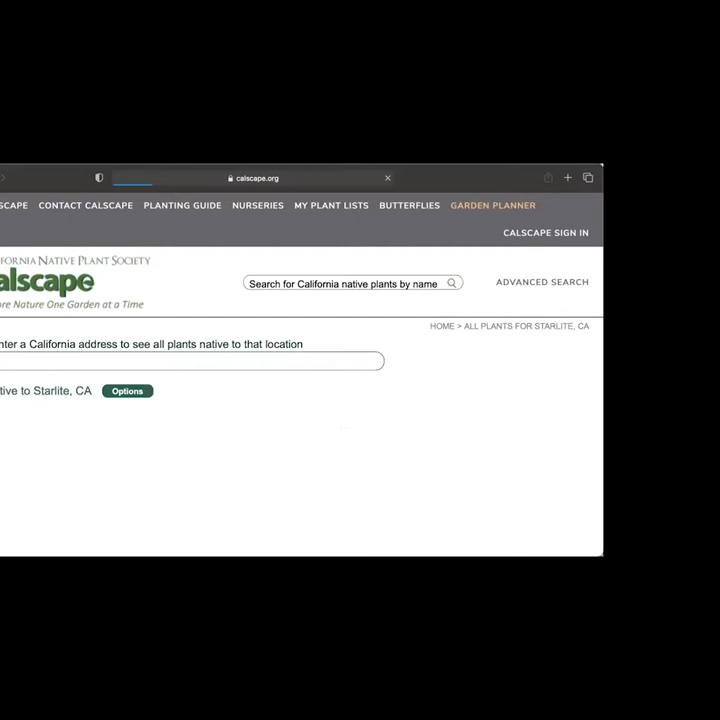 calscape.org
SCAPE CONTACT CALSCAPE PLANTING GUIDE NURSERIES MY PLANT LISTS BUTTERFLIES GARDEN PLANNER
CALSCAPE SIGN IN
FORNIA NATIVE PLANT SOCIETY
alscape
ore Nature One Garden at a Time
Search for California native plants by name
ADVANCED SEARCH
HOME > ALL PLANTS FOR STARLITE, CA
nter a California address to see all plants native to that location
tive to Starlite, CA Options